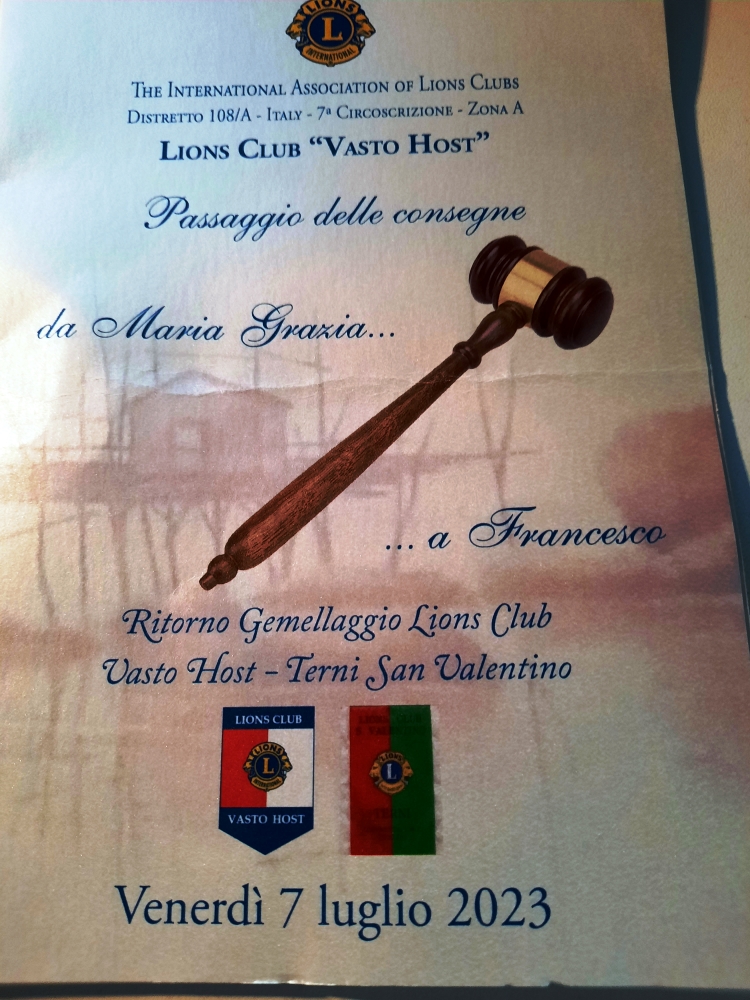 LIONS
L
INTERNATIONAL
THE INTERNATIONAL ASSOCIATION OF LIONS CLUBS
DISTRETTO 108/A - ITALY - 7ª CIRCOSCRIZIONE - ZONA A
LIONS CLUB “VASTO HOST”
Passaggio delle consegne
da Maria Grazia...
... a Francesco
Ritorno Gemellaggio Lions Club
Vasto Host – Terni San Valentino
LIONS CLUB
LIONS
L
VASTO HOST
LIONS
L
Venerdì 7 luglio 2023